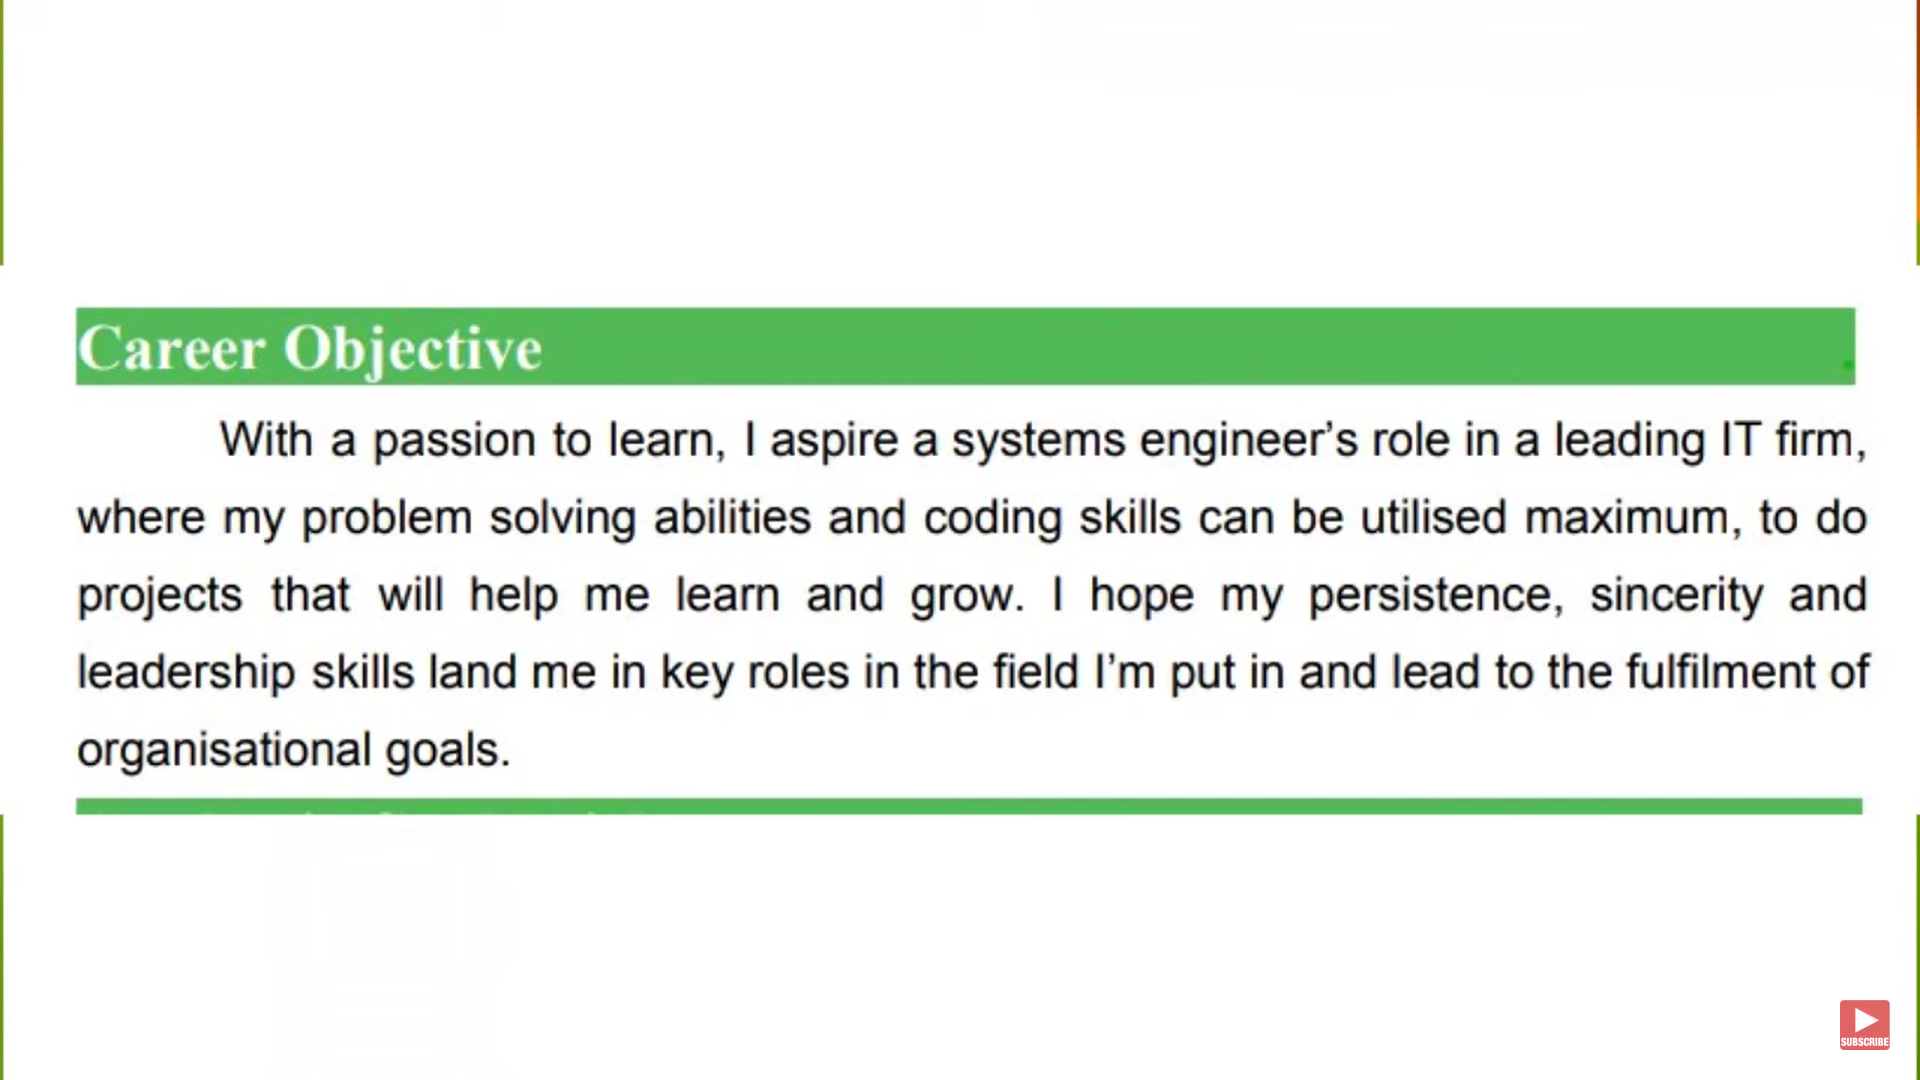 Career Objective
With a passion to learn, I aspire a systems engineer’s role in a leading IT firm,
where my problem solving abilities and coding skills can be utilised maximum, to do
projects that will help me learn and grow. I hope my persistence, sincerity and
leadership skills land me in key roles in the field I’m put in and lead to the fulfilment of
organisational goals.
SUBSCRIBE